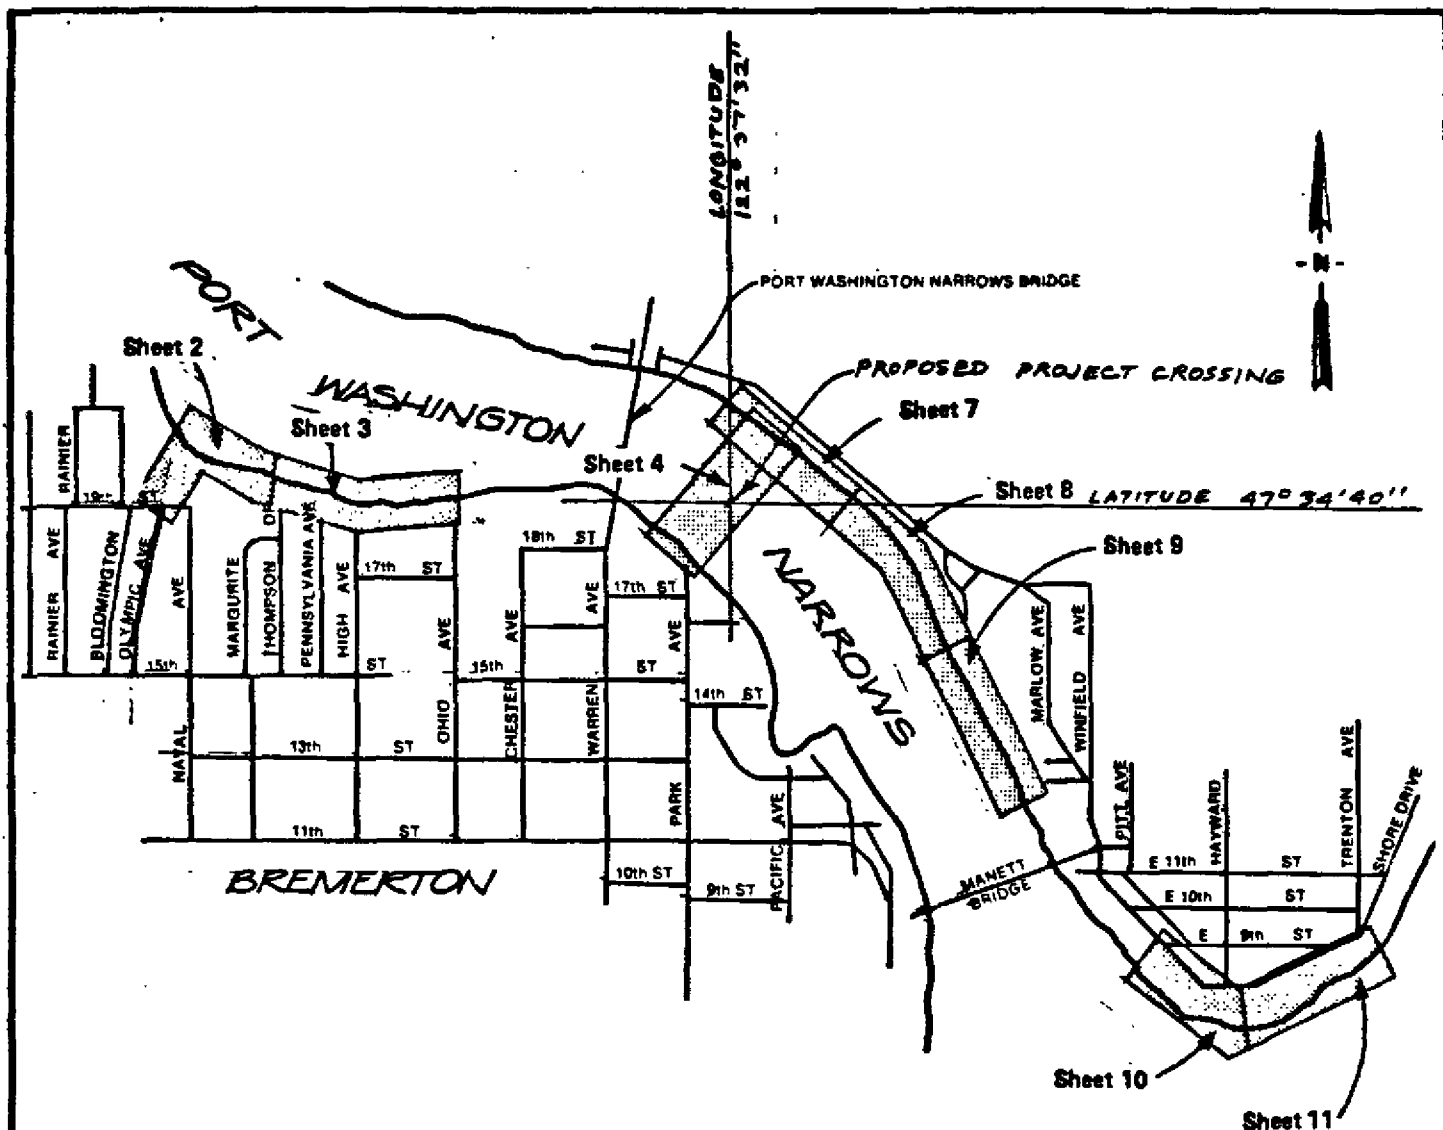 LONGITUDE
122° 37' 32"
- N -
PORT WASHINGTON NARROWS BRIDGE
PORT
WASHINGTON
NARROWS
Sheet 2
Sheet 3
PROPOSED PROJECT CROSSING
Sheet 7
Sheet 4
Sheet 8
LATITUDE 47° 34' 40"
Sheet 9
RAINIER
19th ST
RAINIER AVE
BLOOMINGTON
OLYMPIC AVE
NAVAL AVE
MARGURITE
THOMPSON DR
PENNSYLVANIA AVE
HIGH AVE
17th ST
OHIO AVE
CHESTER AVE
18th ST
WARREN AVE
17th ST
PARK AVE
15th ST
15th ST
14th ST
13th ST
11th ST
10th ST
9th ST
PACIFIC AVE
BREMERTON
MANETT
BRIDGE
MARLOW AVE
WINFIELD AVE
PITT AVE
HAYWARD
TRENTON AVE
SHORE DRIVE
E 11th ST
E 10th ST
E 9th ST
Sheet 10
Sheet 11